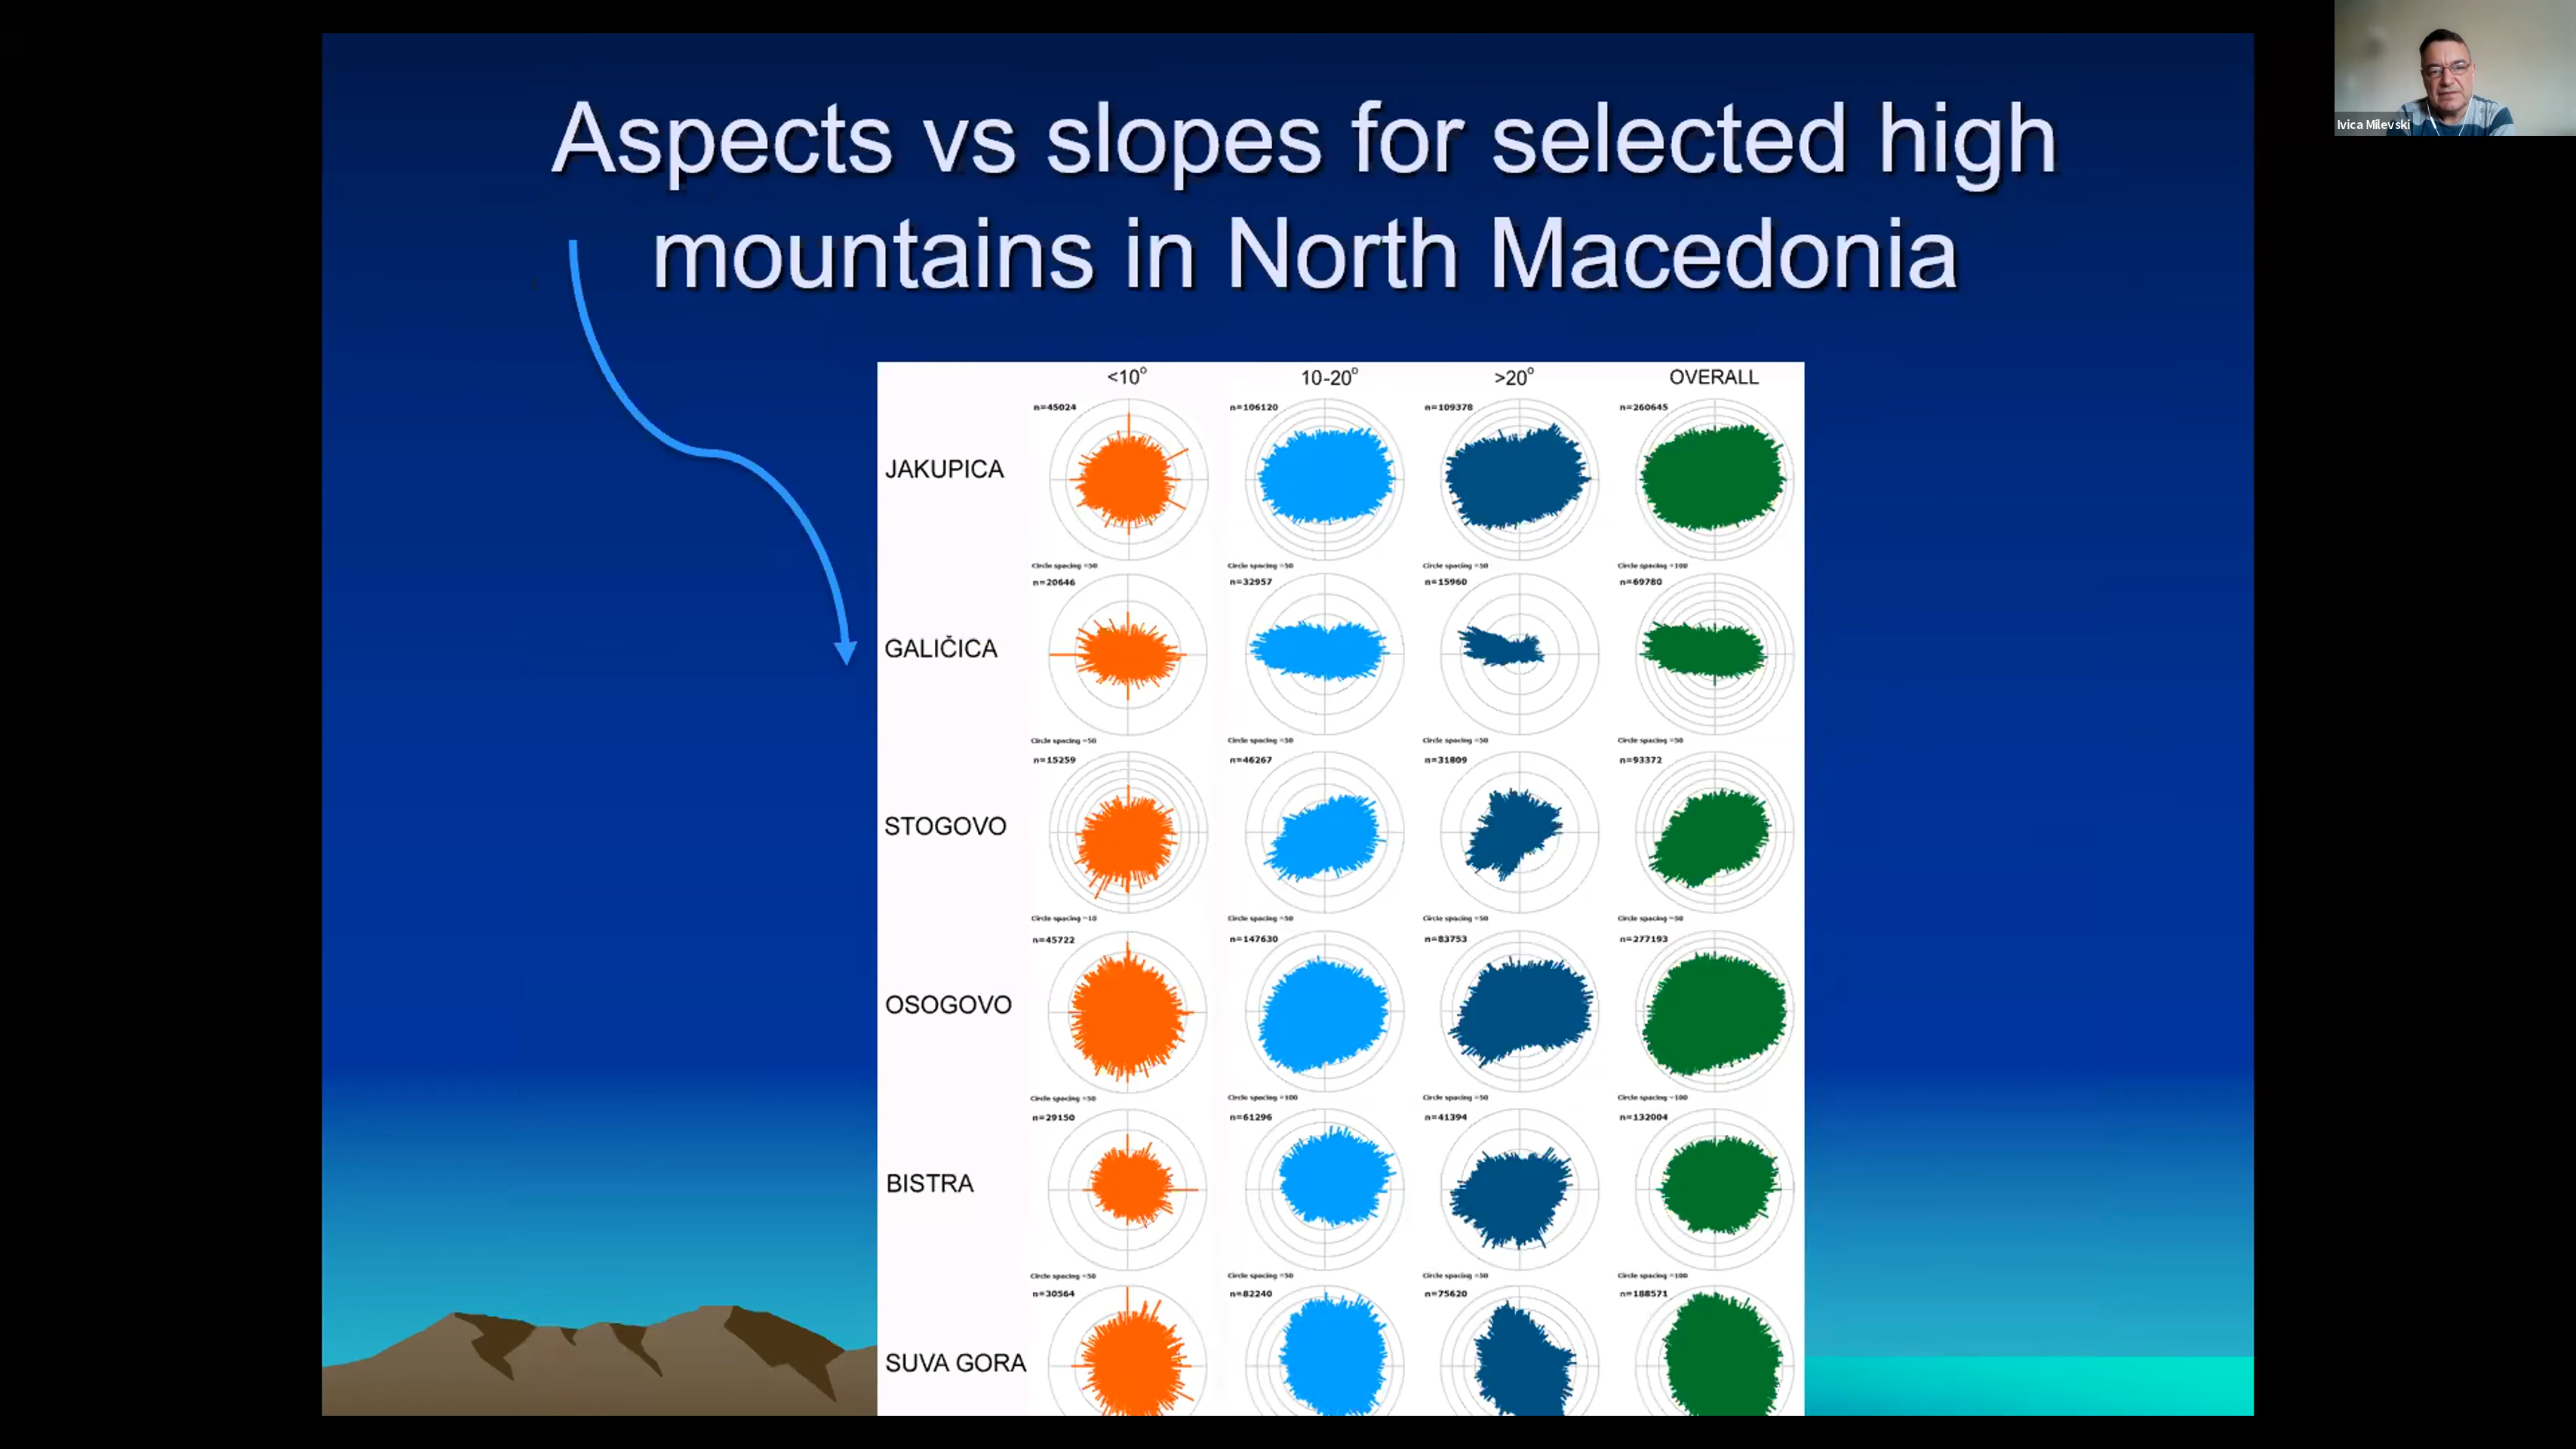 Ivica Milevski
Aspects vs slopes for selected high
mountains in North Macedonia
<10° 10-20° >20° OVERALL
n=45024 n=106120 n=109378 n=260645
JAKUPICA
Circle spacing =50 Circle spacing =50 Circle spacing =50 Circle spacing =100
n=20646 n=32957 n=15960 n=69780
GALIČICA
Circle spacing =50 Circle spacing =50 Circle spacing =50 Circle spacing =50
n=15259 n=46267 n=31809 n=93372
STOGOVO
Circle spacing =10 Circle spacing =50 Circle spacing =50 Circle spacing =50
n=45722 n=147630 n=83753 n=277193
OSOGOVO
Circle spacing =50 Circle spacing =100 Circle spacing =50 Circle spacing =100
n=29150 n=61296 n=41394 n=132004
BISTRA
Circle spacing =50 Circle spacing =50 Circle spacing =50 Circle spacing =100
n=30564 n=82240 n=75620 n=188571
SUVA GORA